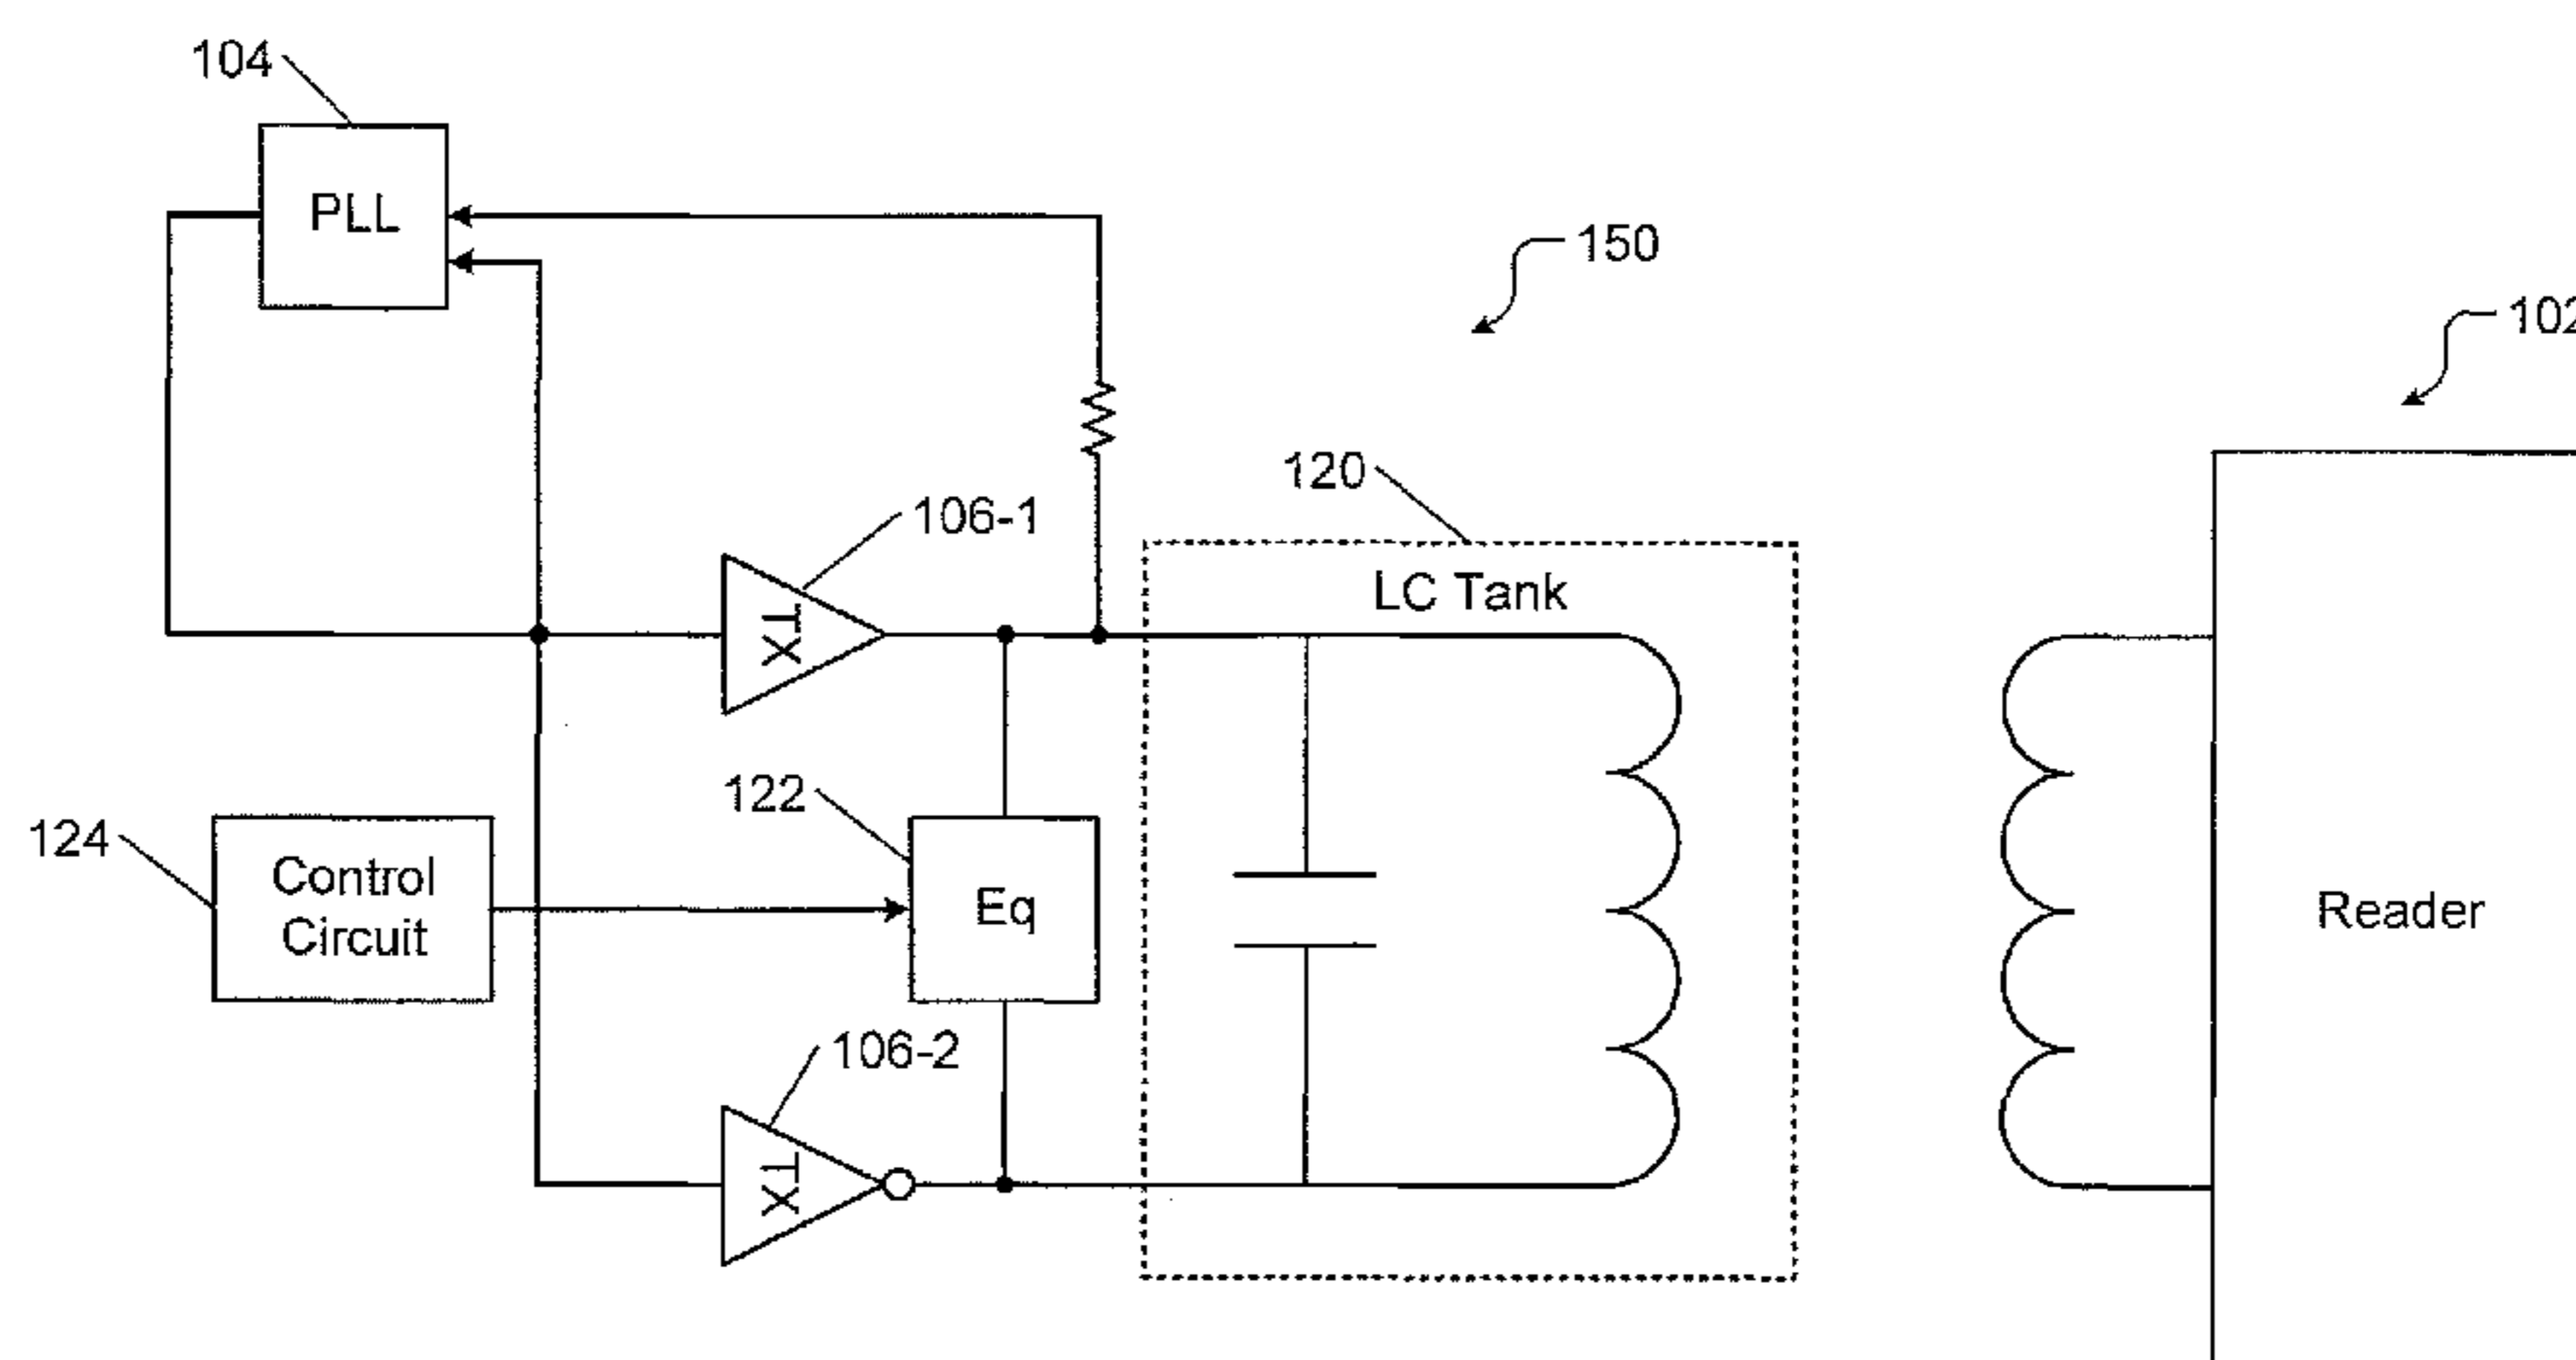 104
PLL
150
102
120
106-1
LC Tank
TX
122
124
Control
Circuit
Eq
Reader
106-2
TX